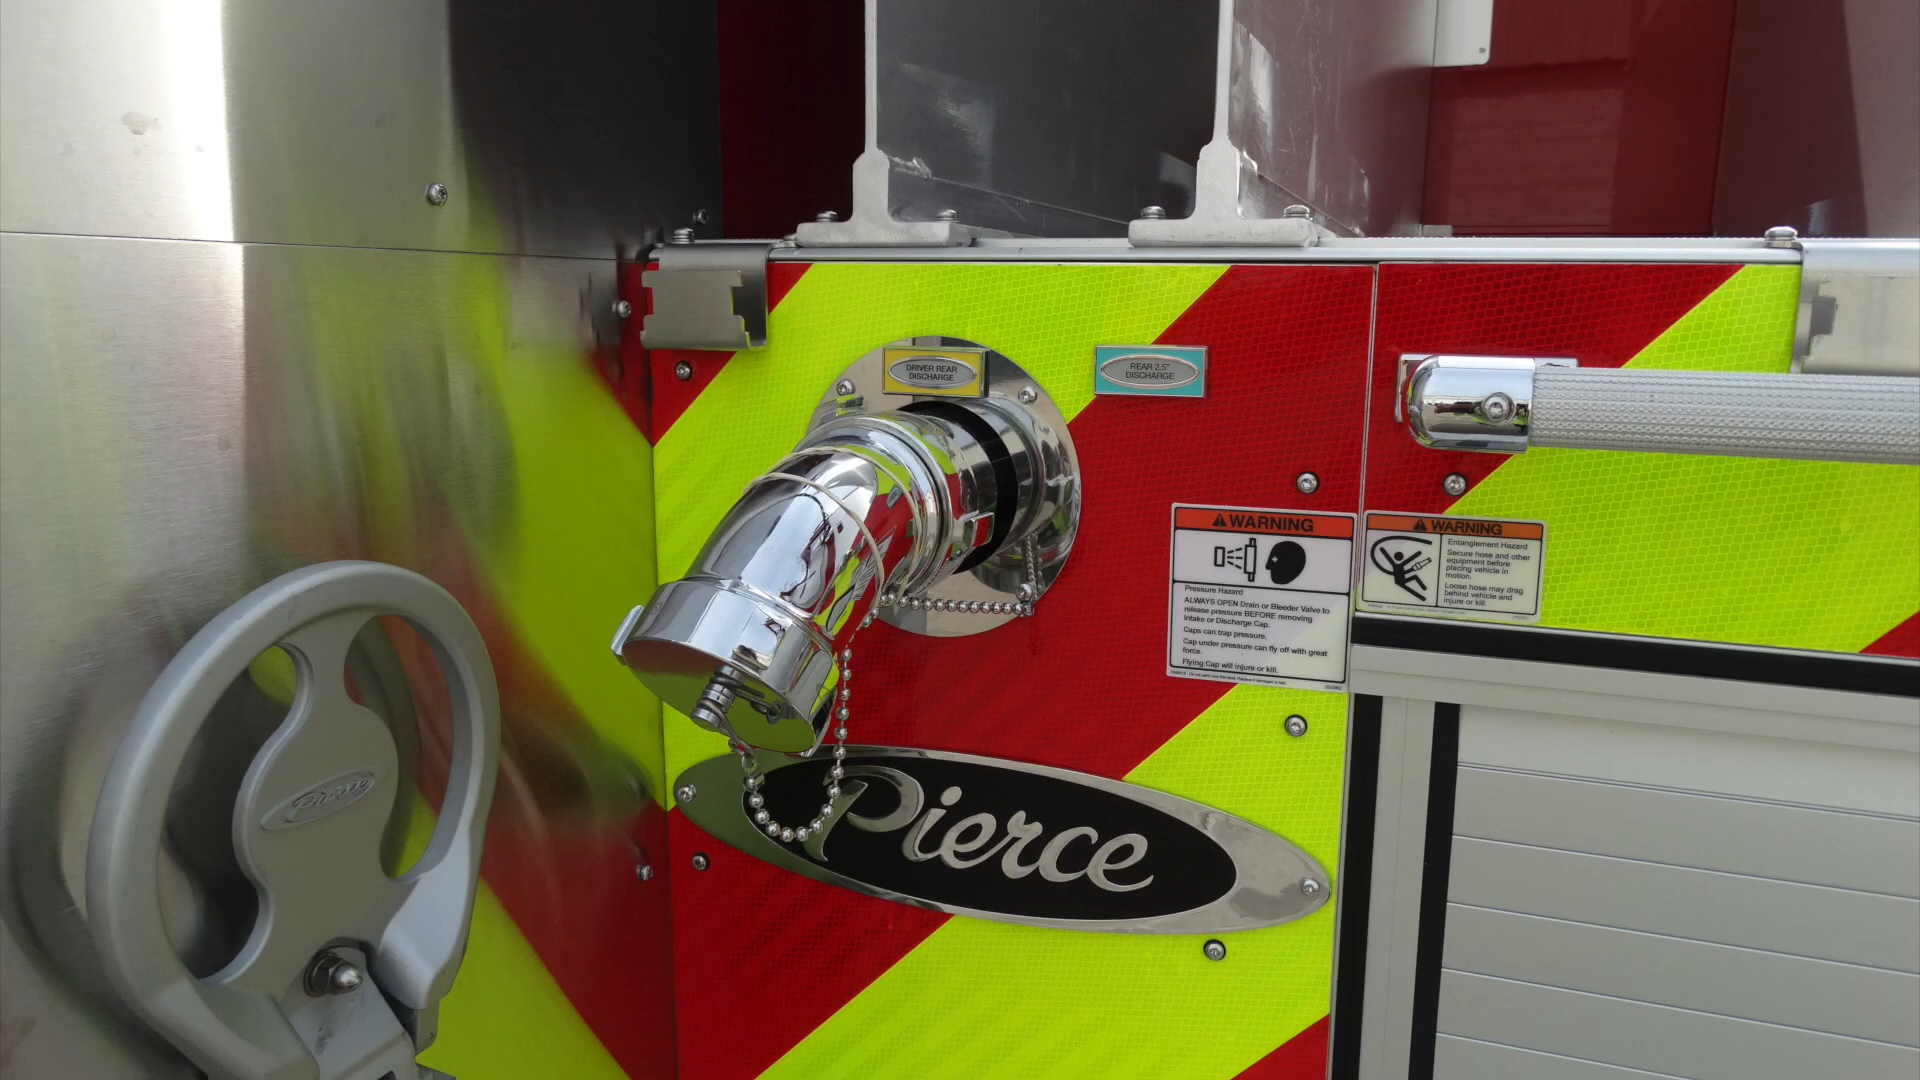 DRIVER REAR
DISCHARGE
REAR 2.5"
DISCHARGE
WARNING
Pressure Hazard
ALWAYS OPEN Drain or Bleeder Valve to
release pressure BEFORE removing
Intake or Discharge Cap.
Caps can trap pressure.
Cap under pressure can fly off with great
force.
Flying Cap will injure or kill.
WARNING
Entanglement Hazard
Secure hose and other
equipment before
placing vehicle in
motion.
Loose hose may drag
behind vehicle and
injure or kill.
Pierce
Pierce